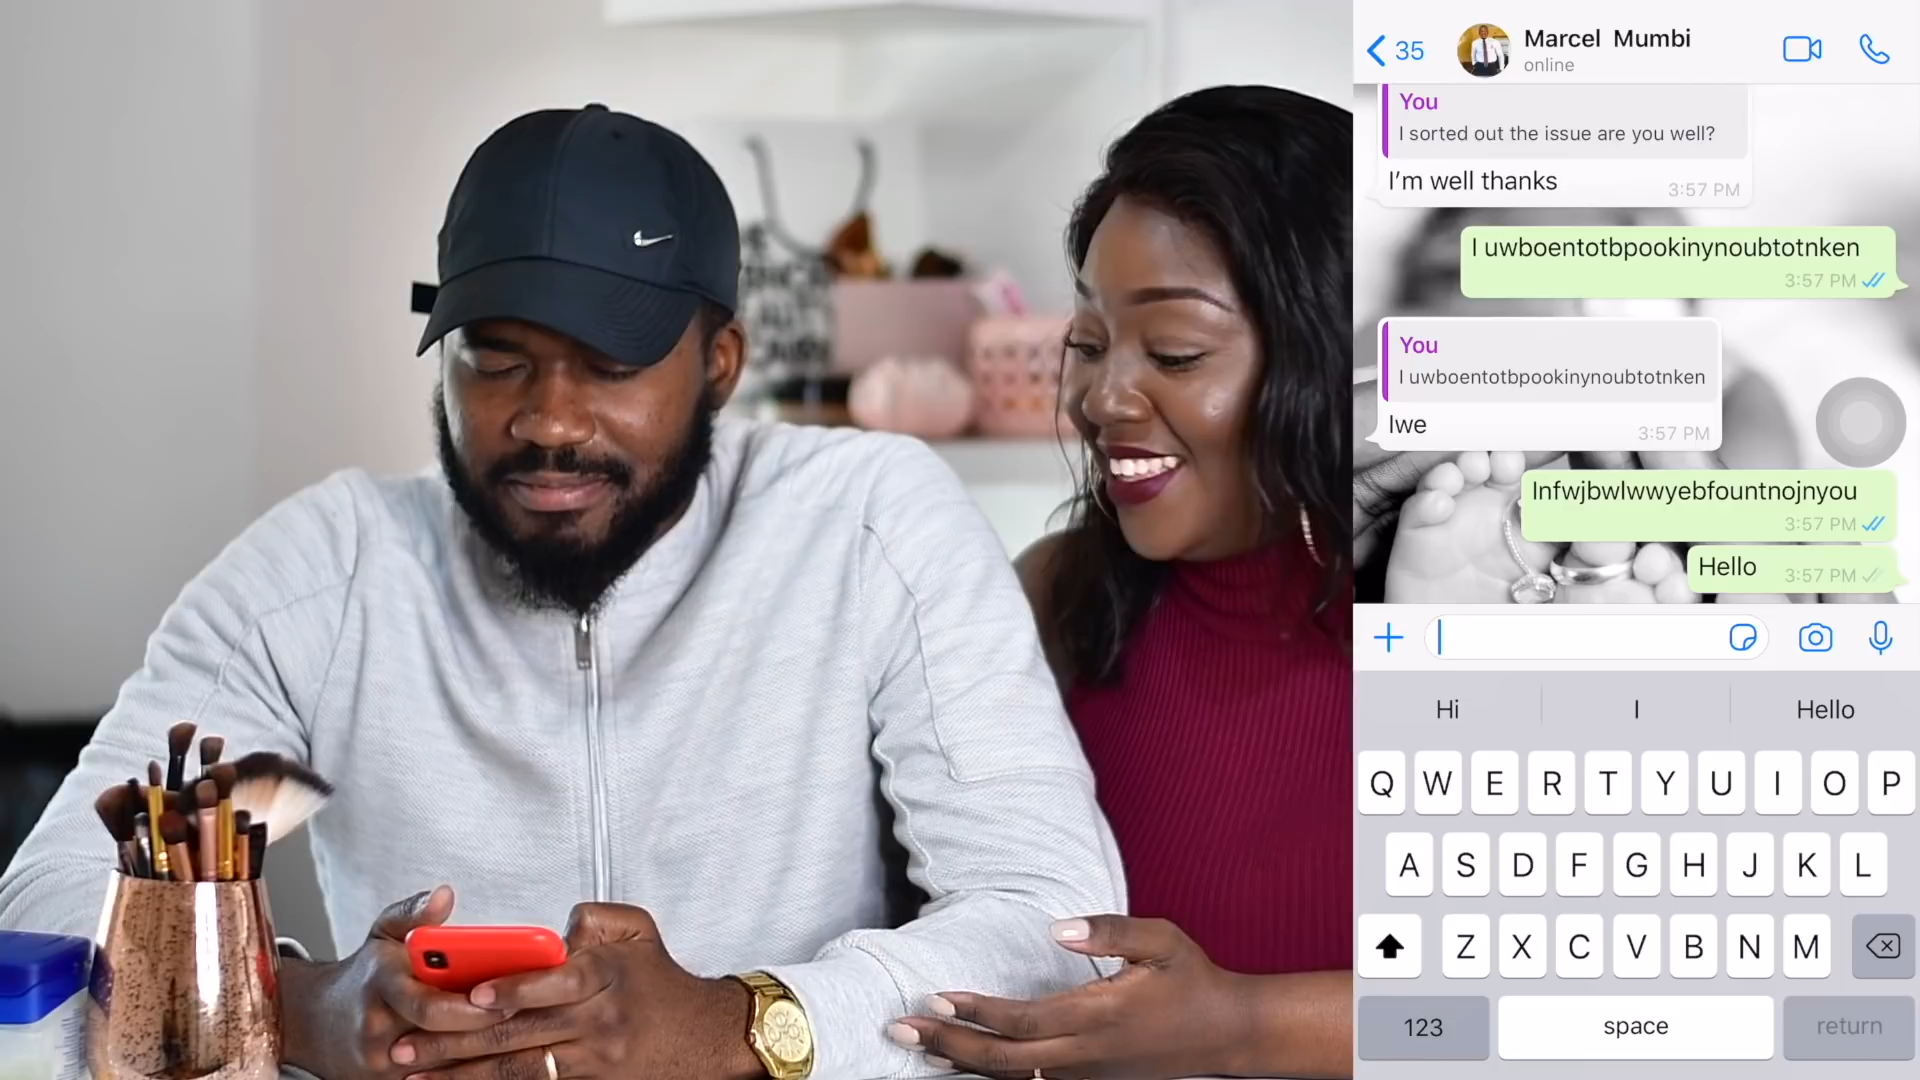 35
Marcel Mumbi
online
You
I sorted out the issue are you well?
I'm well thanks
3:57 PM
I uwboentotbpookinynoubtotnken
3:57 PM
You
I uwboentotbpookinynoubtotnken
Iwe
3:57 PM
Infwjbwlwwyebfountnojnyou
3:57 PM
Hello
3:57 PM
Hi I Hello
Q W E R T Y U I O P
A S D F G H J K L
Z X C V B N M
123 space return